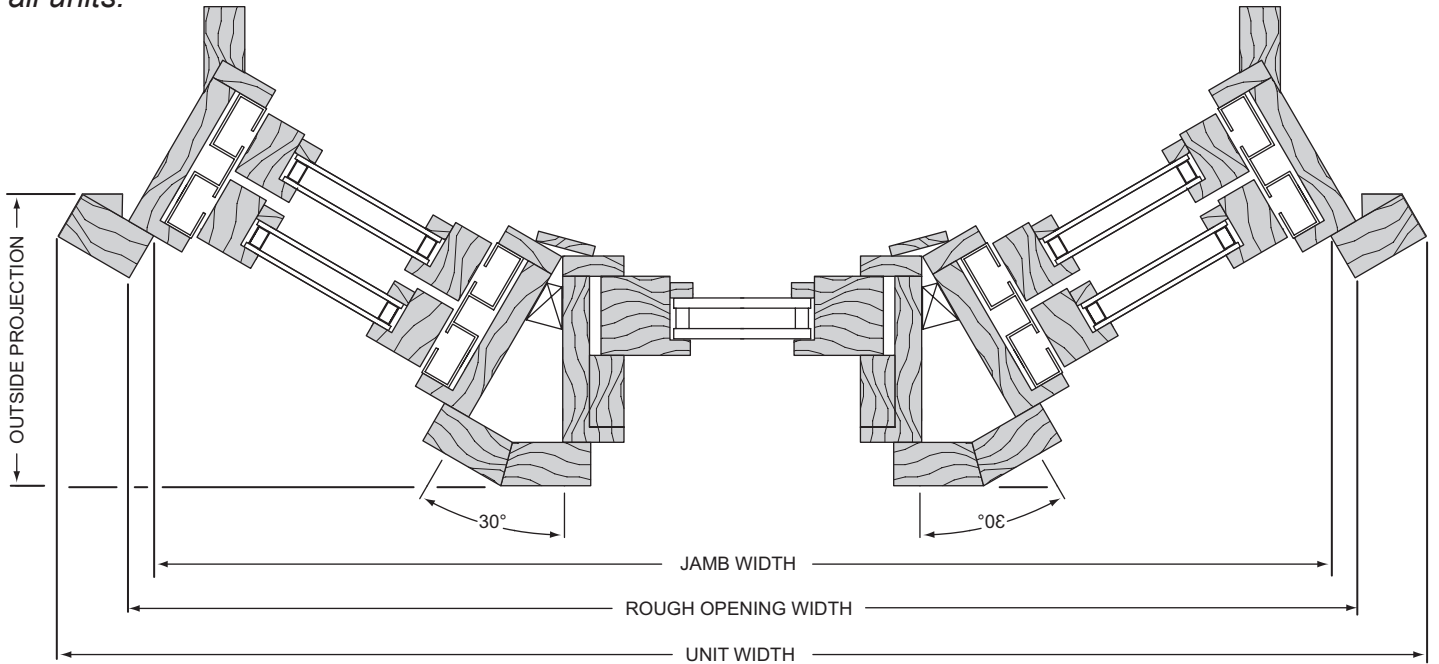 all units.
OUTSIDE PROJECTION
30°
30°
JAMB WIDTH
ROUGH OPENING WIDTH
UNIT WIDTH